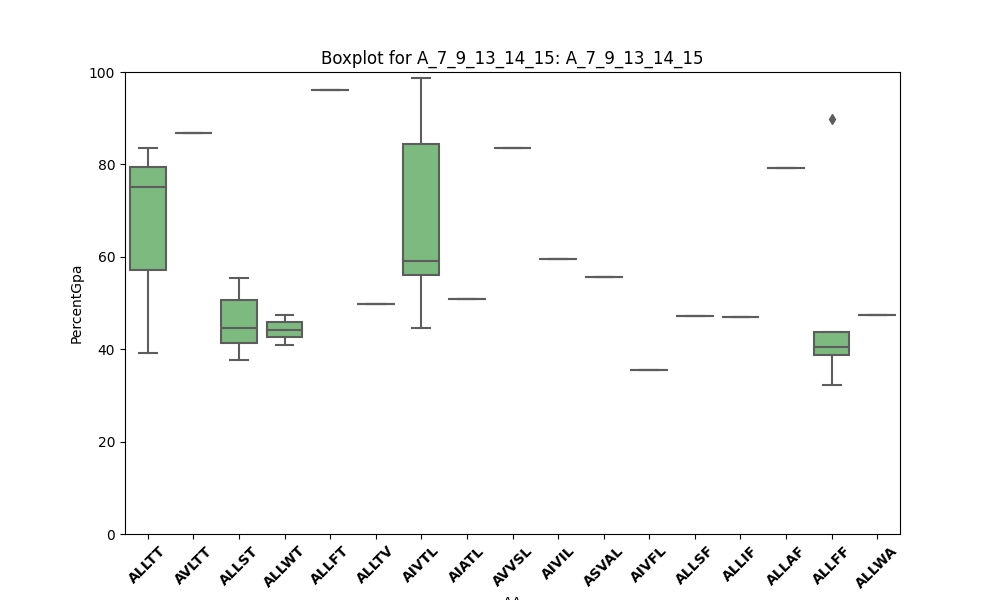 Boxplot for A_7_9_13_14_15: A_7_9_13_14_15
100
80
60
40
20
0
PercentGpa
ALLTT AVLTT ALLST ALLWT ALLFT ALLTV AIVTL AIATL AVVSL AIVIL ASVAL AIVFL ALLSF ALLIF ALLAF ALLFF ALLWA
AA